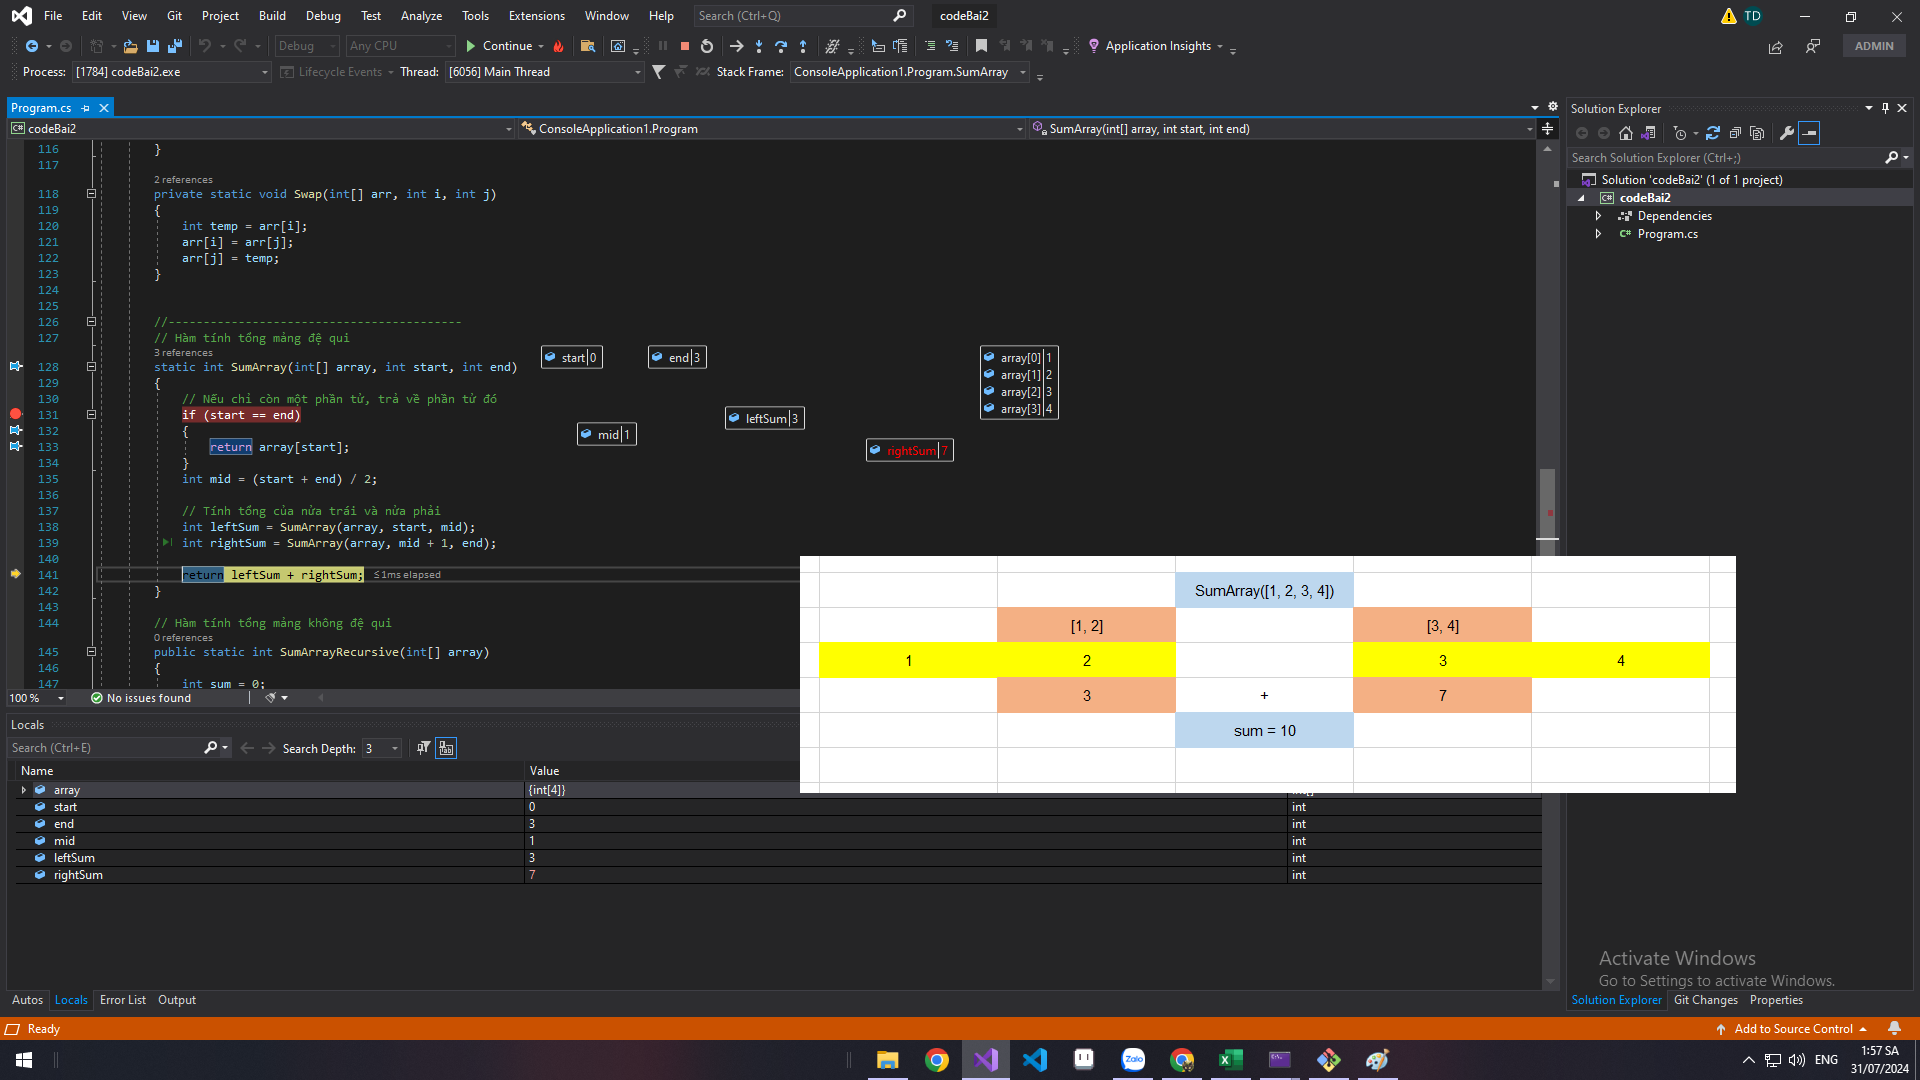 File Edit View Git Project Build Debug Test Analyze Tools Extensions Window Help Search (Ctrl+Q) codeBai2 TD
Debug Any CPU Continue Application Insights ADMIN
Process: [1784] codeBai2.exe Lifecycle Events Thread: [6056] Main Thread Stack Frame: ConsoleApplication1.Program.SumArray
Program.cs
codeBai2 ConsoleApplication1.Program SumArray(int[] array, int start, int end)
116 }
117
2 references
118 private static void Swap(int[] arr, int i, int j)
119 {
120 int temp = arr[i];
121 arr[i] = arr[j];
122 arr[j] = temp;
123 }
124
125
126 //------------------------------------------
127 // Hàm tính tổng mảng đệ qui
3 references
128 static int SumArray(int[] array, int start, int end)
129 {
130 // Nếu chỉ còn một phần tử, trả về phần tử đó
131 if (start == end)
132 {
133 return array[start];
134 }
135 int mid = (start + end) / 2;
136
137 // Tính tổng của nửa trái và nửa phải
138 int leftSum = SumArray(array, start, mid);
139 int rightSum = SumArray(array, mid + 1, end);
140
141 return leftSum + rightSum; ≤1ms elapsed
142 }
143
144 // Hàm tính tổng mảng không đệ qui
0 references
145 public static int SumArrayRecursive(int[] array)
146 {
147 int sum = 0;
start 0
end 3
array[0] 1
array[1] 2
array[2] 3
array[3] 4
leftSum 3
mid 1
rightSum 7
100 % No issues found
SumArray([1, 2, 3, 4])
[1, 2] [3, 4]
1 2 3 4
3 + 7
sum = 10
Locals
Search (Ctrl+E) Search Depth: 3
Name Value
array {int[4]}
start 0 int
end 3 int
mid 1 int
leftSum 3 int
rightSum 7 int
Autos Locals Error List Output
Solution Explorer
Search Solution Explorer (Ctrl+;)
Solution 'codeBai2' (1 of 1 project)
C# codeBai2
Dependencies
C# Program.cs
Activate Windows
Go to Settings to activate Windows.
Solution Explorer Git Changes Properties
Ready Add to Source Control
Zalo
ENG 1:57 SA
31/07/2024